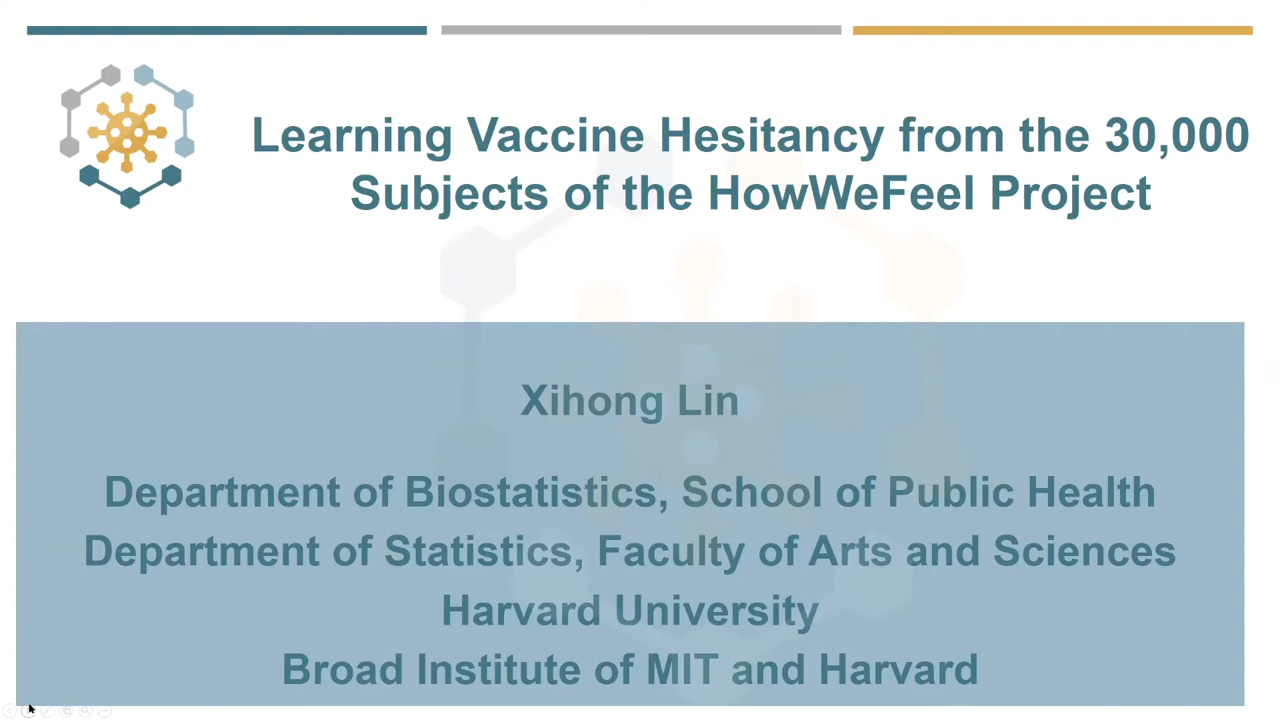 Learning Vaccine Hesitancy from the 30,000
Subjects of the HowWeFeel Project
Xihong Lin
Department of Biostatistics, School of Public Health
Department of Statistics, Faculty of Arts and Sciences
Harvard University
Broad Institute of MIT and Harvard